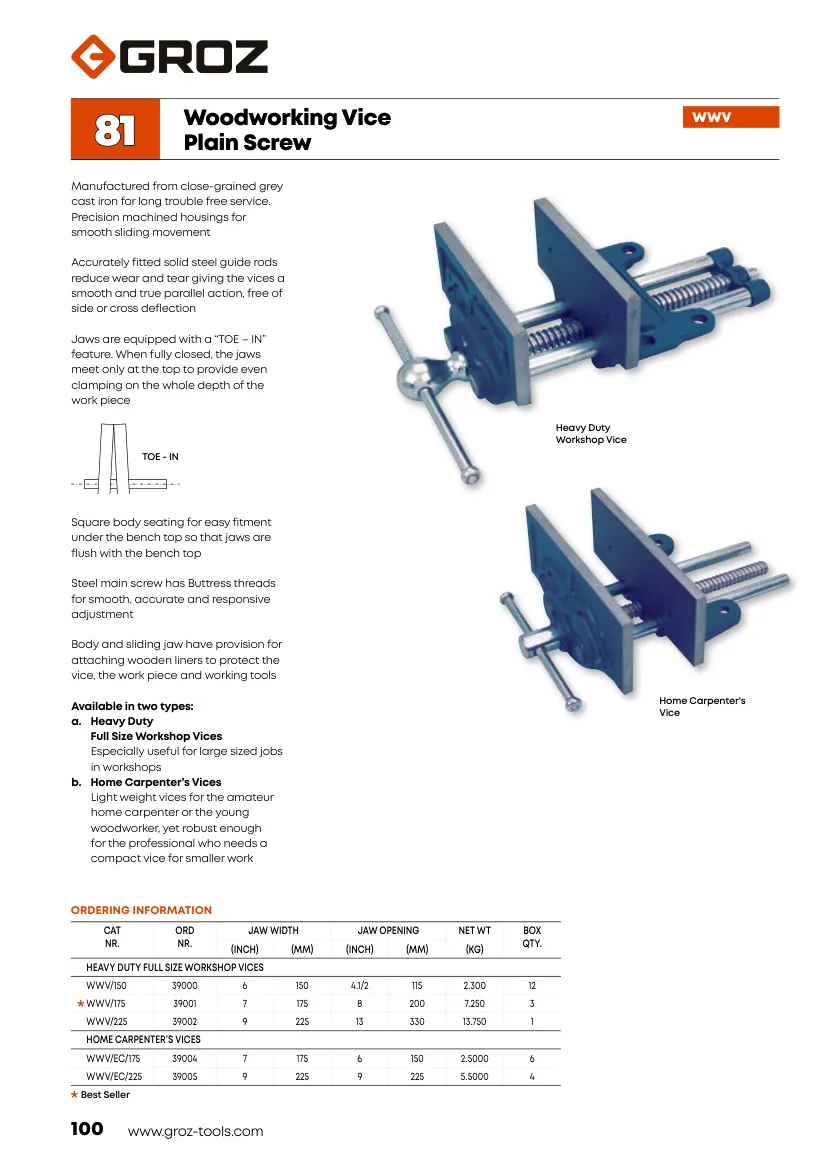 GROZ
81
Woodworking Vice
Plain Screw
WWV
Manufactured from close-grained grey
cast iron for long trouble free service.
Precision machined housings for
smooth sliding movement
Accurately fitted solid steel guide rods
reduce wear and tear giving the vices a
smooth and true parallel action, free of
side or cross deflection
Jaws are equipped with a “TOE – IN”
feature. When fully closed, the jaws
meet only at the top to provide even
clamping on the whole depth of the
work piece
TOE - IN
Square body seating for easy fitment
under the bench top so that jaws are
flush with the bench top
Steel main screw has Buttress threads
for smooth, accurate and responsive
adjustment
Body and sliding jaw have provision for
attaching wooden liners to protect the
vice, the work piece and working tools
Available in two types:
a. Heavy Duty
Full Size Workshop Vices
Especially useful for large sized jobs
in workshops
b. Home Carpenter’s Vices
Light weight vices for the amateur
home carpenter or the young
woodworker, yet robust enough
for the professional who needs a
compact vice for smaller work
Heavy Duty
Workshop Vice
Home Carpenter's
Vice
ORDERING INFORMATION
CAT NR. ORD NR. JAW WIDTH JAW OPENING NET WT BOX QTY.
(INCH) (MM) (INCH) (MM) (KG)
HEAVY DUTY FULL SIZE WORKSHOP VICES
WWV/150 39000 6 150 4.1/2 115 2.300 12
* WWV/175 39001 7 175 8 200 7.250 3
WWV/225 39002 9 225 13 330 13.750 1
HOME CARPENTER’S VICES
WWV/EC/175 39004 7 175 6 150 2.5000 6
WWV/EC/225 39005 9 225 9 225 5.5000 4
* Best Seller
100 www.groz-tools.com